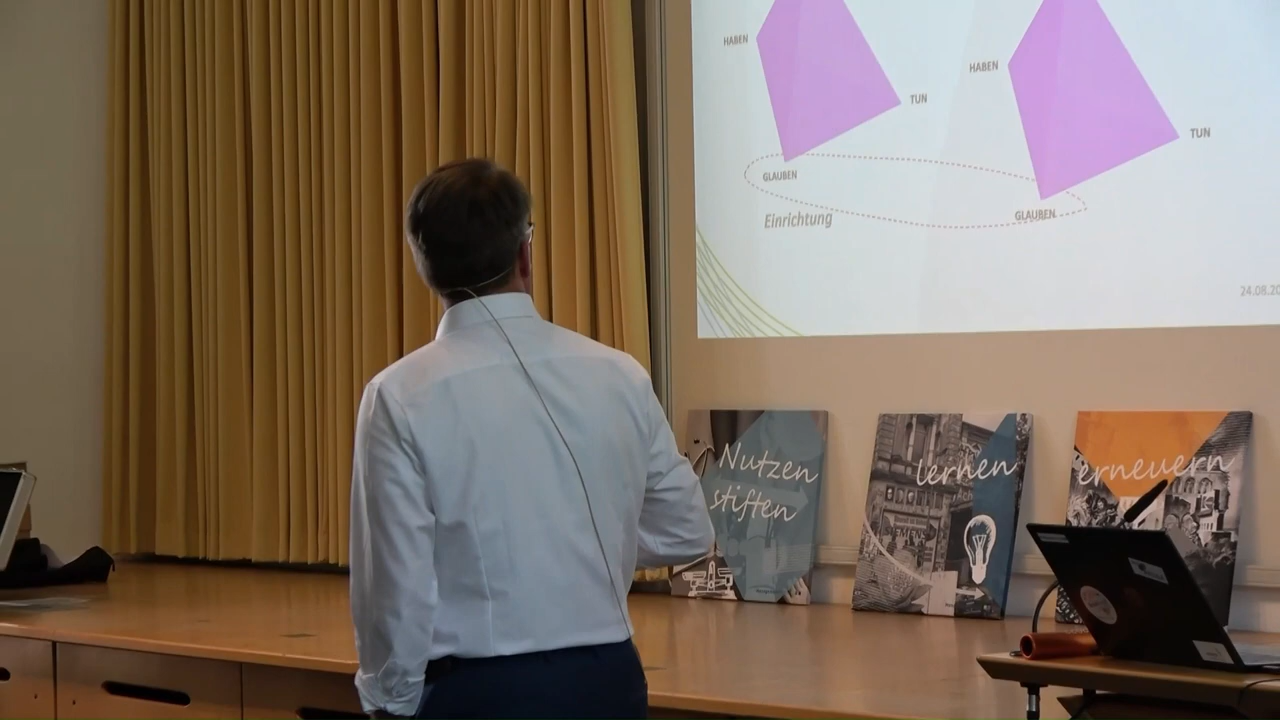 HABEN
TUN
GLAUBEN
Einrichtung
HABEN
TUN
GLAUBEN
24.08.20
Nutzen
stiften
lernen
erneuern